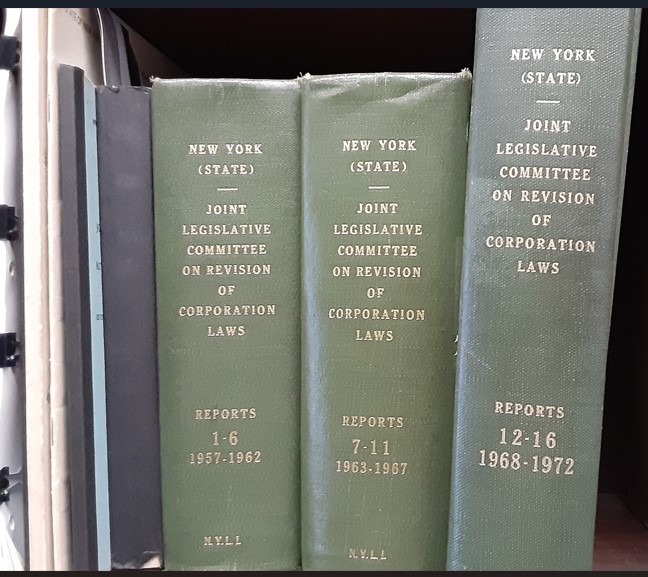 NEW YORK
(STATE)
JOINT
LEGISLATIVE
COMMITTEE
ON REVISION
OF
CORPORATION
LAWS
REPORTS
1-6
1957-1962
N.Y.L.I.
NEW YORK
(STATE)
JOINT
LEGISLATIVE
COMMITTEE
ON REVISION
OF
CORPORATION
LAWS
REPORTS
7-11
1963-1967
N.Y.L.I.
NEW YORK
(STATE)
JOINT
LEGISLATIVE
COMMITTEE
ON REVISION
OF
CORPORATION
LAWS
REPORTS
12-16
1968-1972